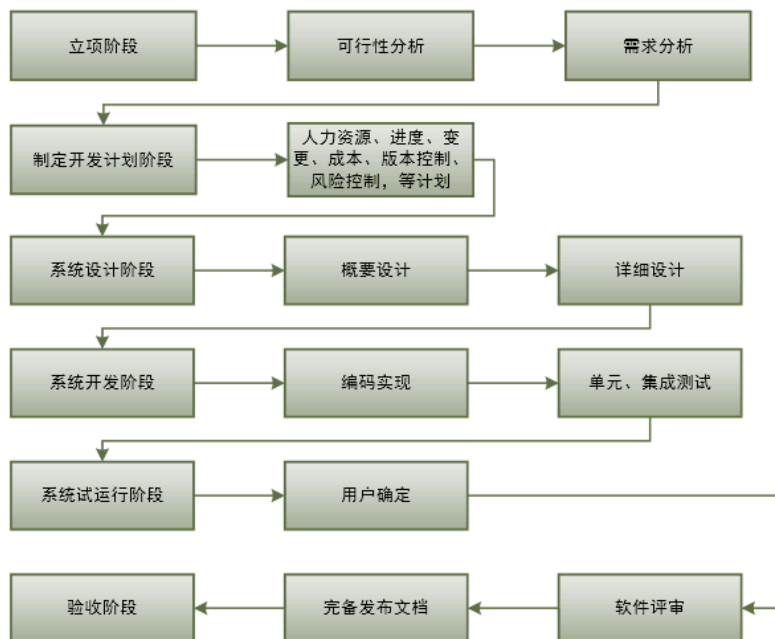 立项阶段
可行性分析
需求分析
制定开发计划阶段
人力资源、进度、变
更、成本、版本控制、
风险控制，等计划
系统设计阶段
概要设计
详细设计
系统开发阶段
编码实现
单元、集成测试
系统试运行阶段
用户确定
验收阶段
完备发布文档
软件评审